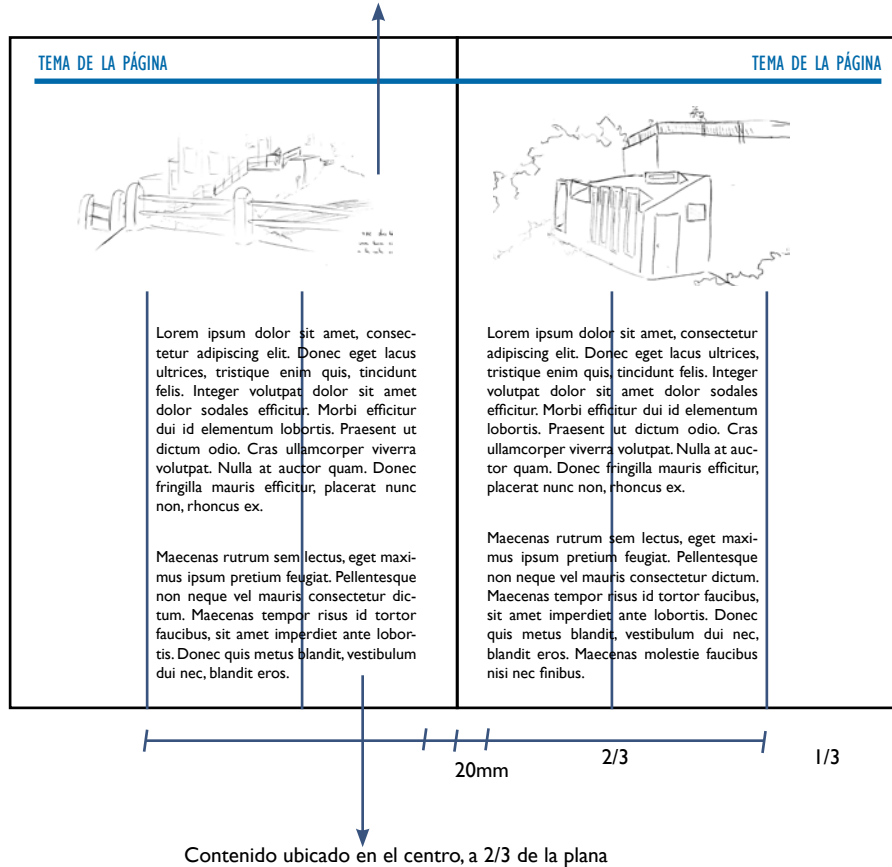 TEMA DE LA PÁGINA
TEMA DE LA PÁGINA
Lorem ipsum dolor sit amet, consec-
tetur adipiscing elit. Donec eget lacus
ultrices, tristique enim quis, tincidunt
felis. Integer volutpat dolor sit amet
dolor sodales efficitur. Morbi efficitur
dui id elementum lobortis. Praesent ut
dictum odio. Cras ullamcorper viverra
volutpat. Nulla at auctor quam. Donec
fringilla mauris efficitur, placerat nunc
non, rhoncus ex.
Maecenas rutrum sem lectus, eget maxi-
mus ipsum pretium feugiat. Pellentesque
non neque vel mauris consectetur dic-
tum. Maecenas tempor risus id tortor
faucibus, sit amet imperdiet ante lobor-
tis. Donec quis metus blandit, vestibulum
dui nec, blandit eros.
Lorem ipsum dolor sit amet, consectetur
adipiscing elit. Donec eget lacus ultrices,
tristique enim quis, tincidunt felis. Integer
volutpat dolor sit amet dolor sodales
efficitur. Morbi efficitur dui id elementum
lobortis. Praesent ut dictum odio. Cras
ullamcorper viverra volutpat. Nulla at auc-
tor quam. Donec fringilla mauris efficitur,
placerat nunc non, rhoncus ex.
Maecenas rutrum sem lectus, eget maxi-
mus ipsum pretium feugiat. Pellentesque
non neque vel mauris consectetur dictum.
Maecenas tempor risus id tortor faucibus,
sit amet imperdiet ante lobortis. Donec
quis metus blandit, vestibulum dui nec,
blandit eros. Maecenas molestie faucibus
nisi nec finibus.
20mm
2/3
1/3
Contenido ubicado en el centro, a 2/3 de la plana